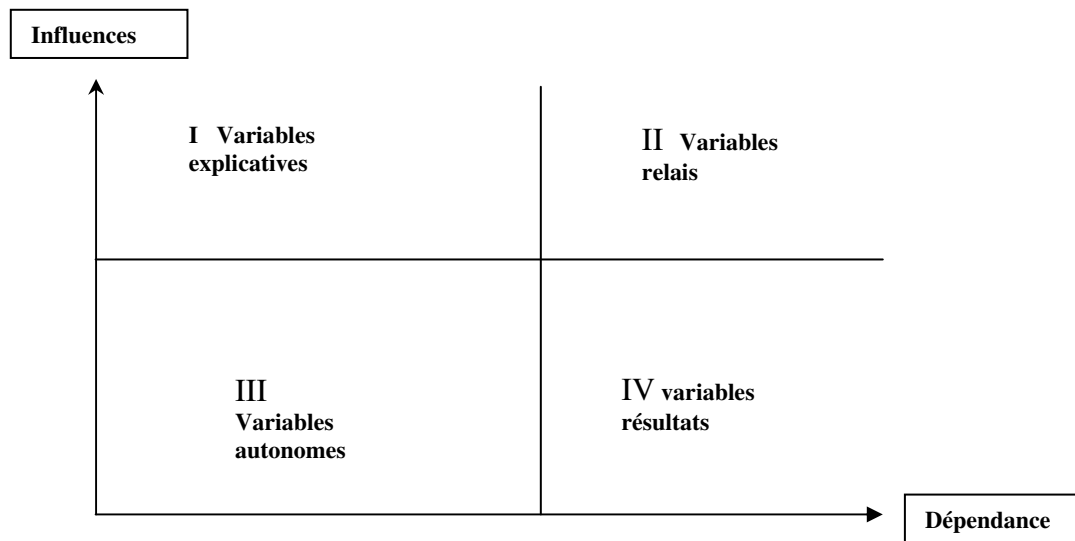 Influences
I Variables
explicatives
II Variables
relais
III
Variables
autonomes
IV variables
résultats
Dépendance